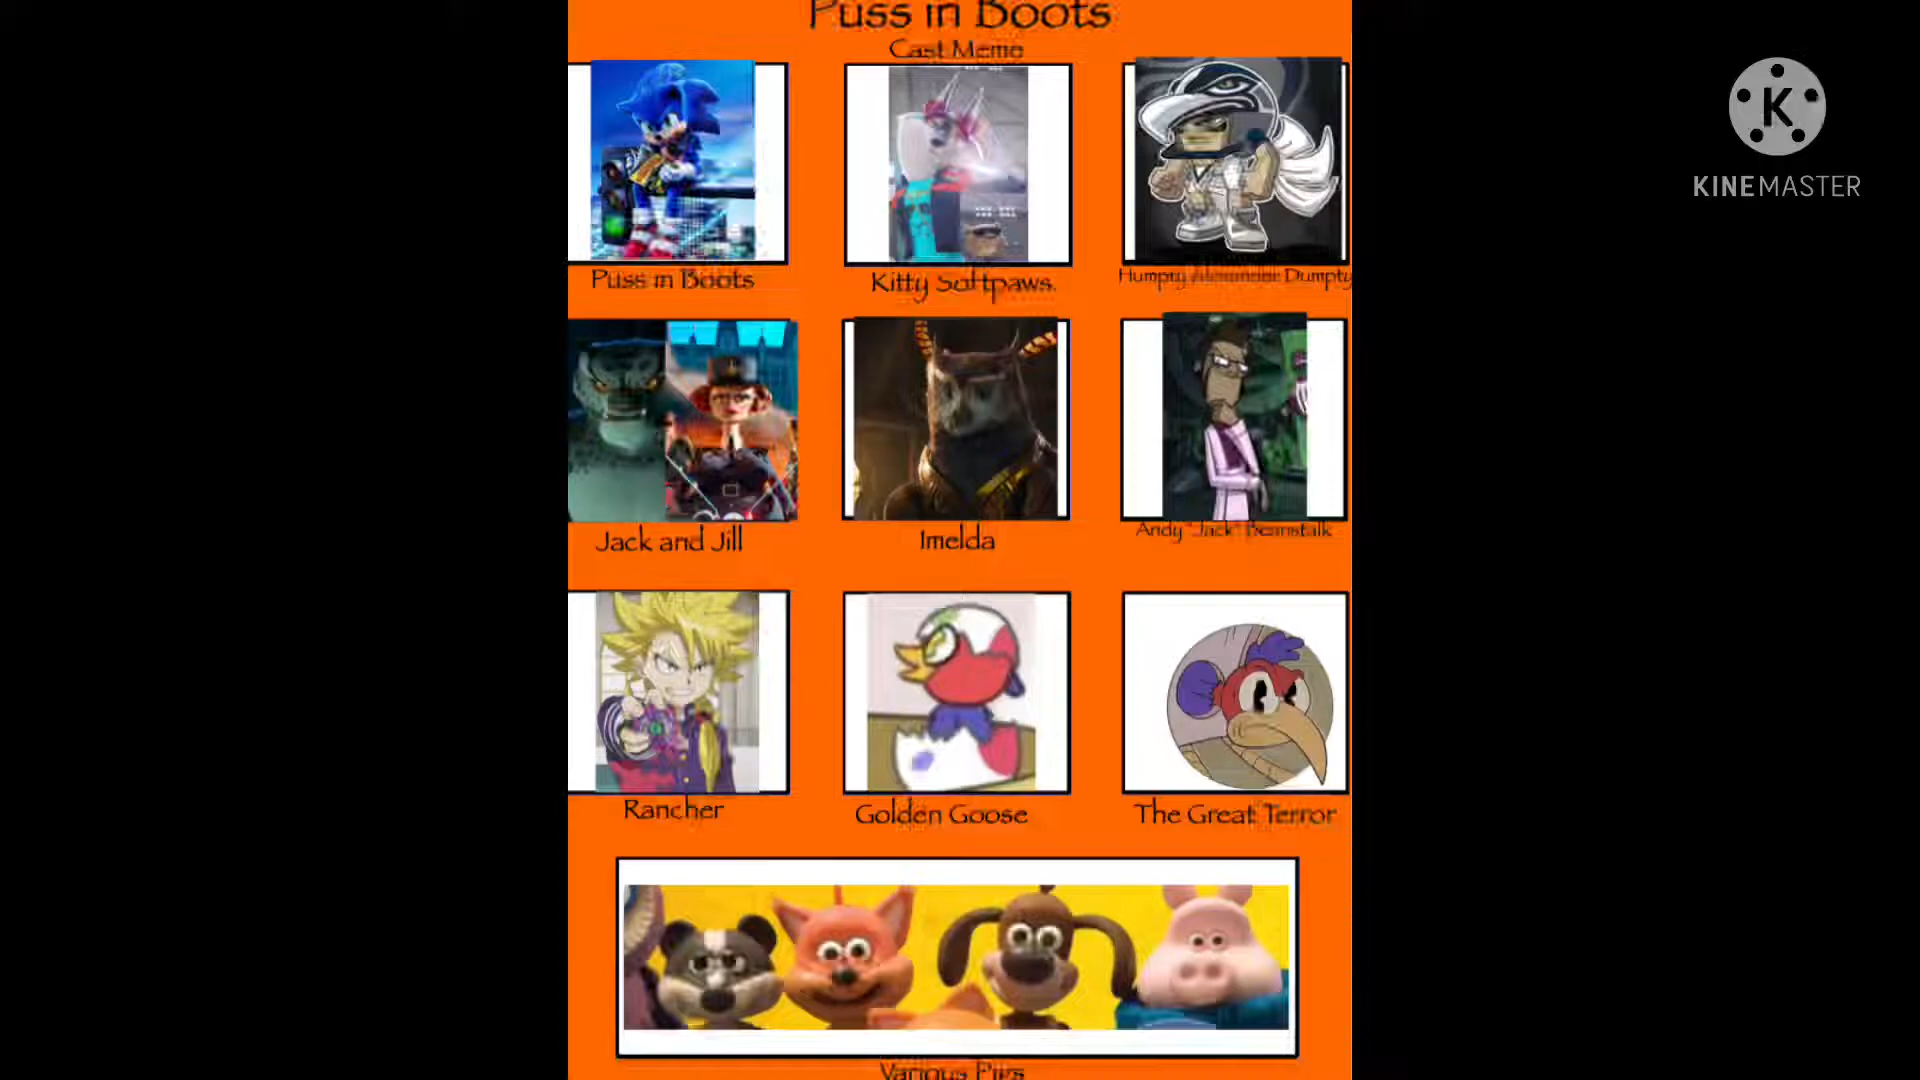 Puss in Boots
Cast Meme
KINEMASTER
Puss in Boots
Kitty Softpaws
Humpty Alexander Dumpty
Jack and Jill
Imelda
Andy "Jack" Beanstalk
Rancher
Golden Goose
The Great Terror
Various Pigs